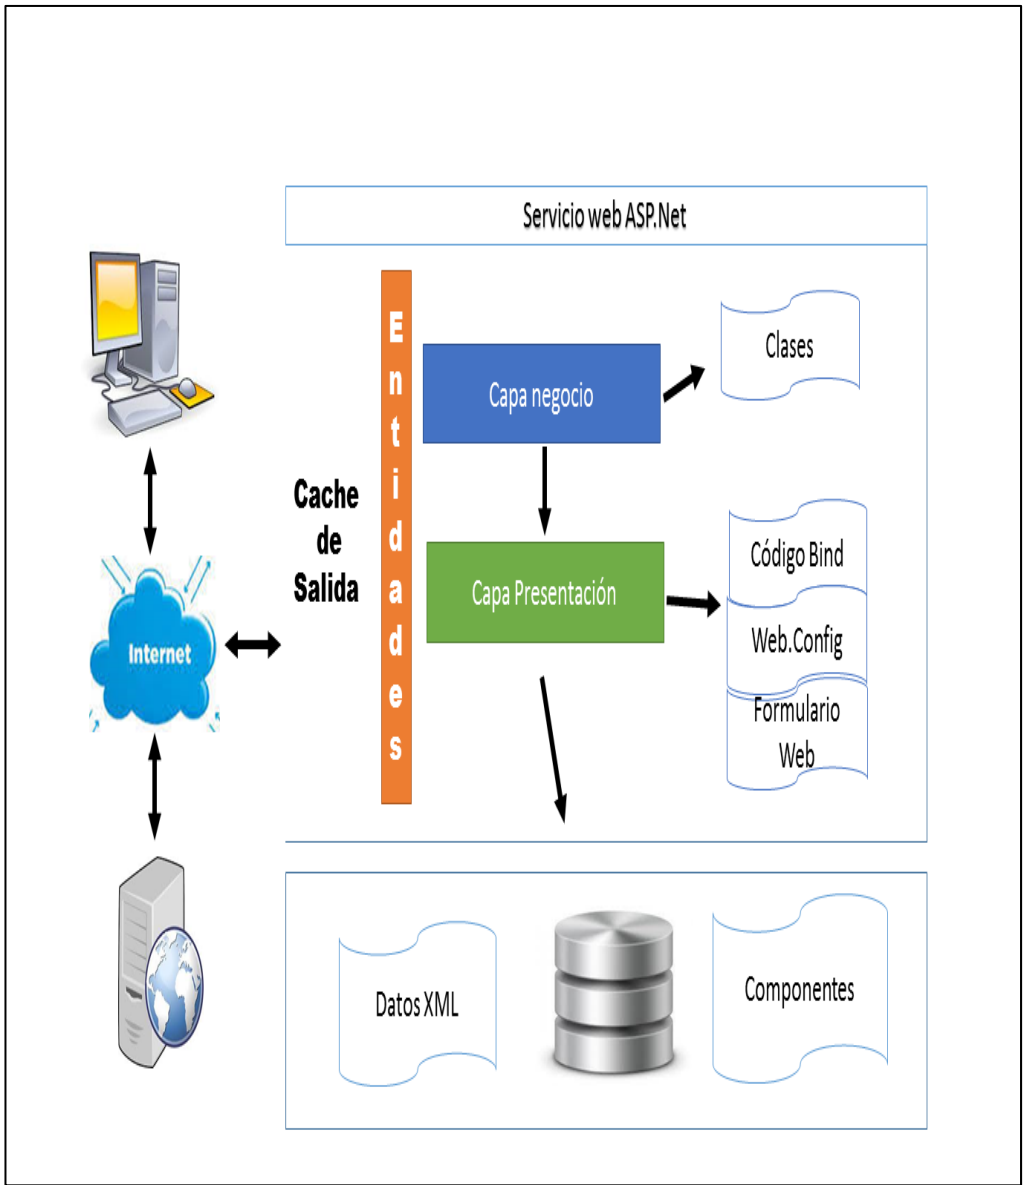 Servicio web ASP.Net
Entidades
Capa negocio
Clases
Cache
de
Salida
Capa Presentación
Código Bind
Web.Config
Formulario
Web
Internet
Datos XML
Componentes